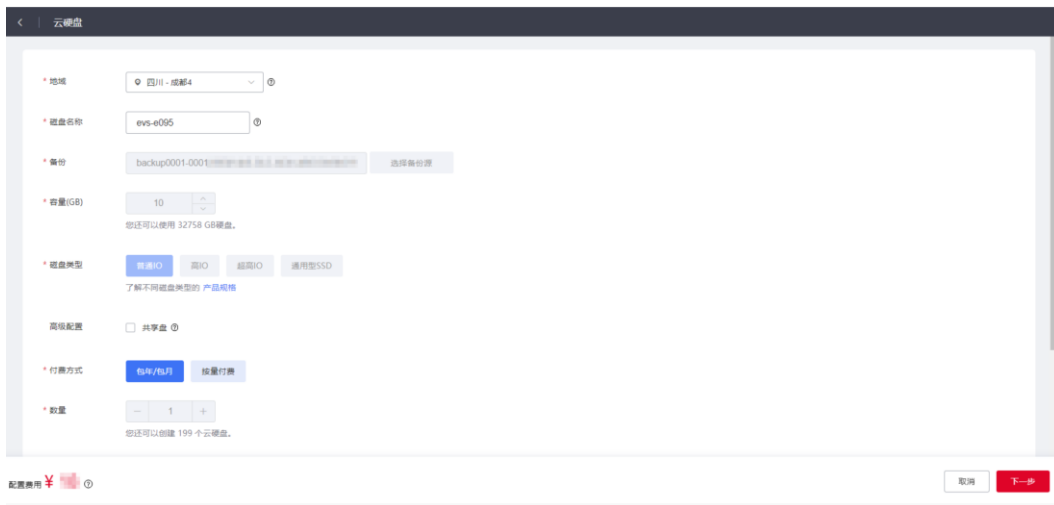 云硬盘
* 地域 四川 - 成都4
* 磁盘名称 evs-e095
* 备份 backup0001-0001 选择备份源
* 容量(GB) 10
您还可以使用 32758 GB硬盘。
* 磁盘类型 普通IO 高IO 超高IO 通用型SSD
了解不同磁盘类型的 产品规格
高级配置 共享盘
* 付费方式 包年/包月 按量付费
* 数量 − 1 +
您还可以创建 199 个云硬盘。
配置费用 ¥ 取消 下一步